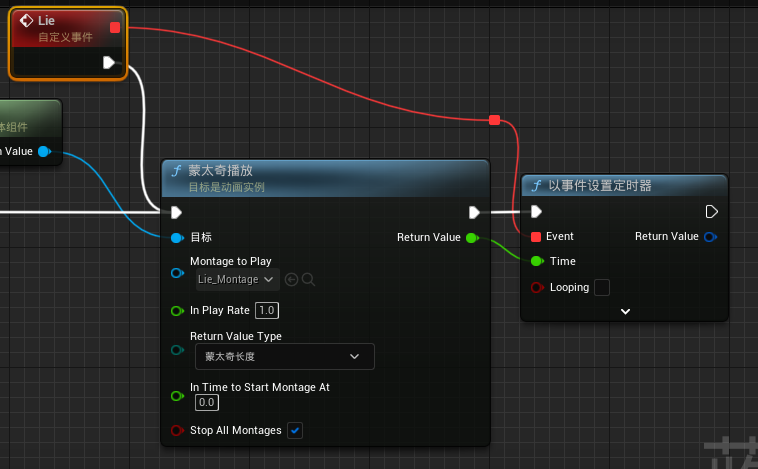 Lie
自定义事件
体组件
n Value
蒙太奇播放
目标是动画实例
目标
Return Value
Montage to Play
Lie_Montage
In Play Rate 1.0
Return Value Type
蒙太奇长度
In Time to Start Montage At
0.0
Stop All Montages
以事件设置定时器
Event
Return Value
Time
Looping